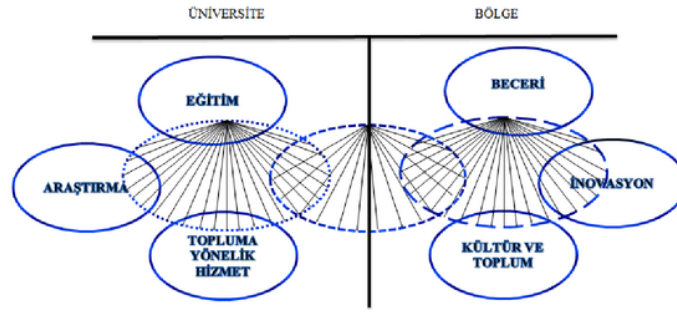 ÜNİVERSİTE
BÖLGE
EĞİTİM
BECERİ
ARAŞTIRMA
İNOVASYON
TOPLUMA
YÖNELİK
HİZMET
KÜLTÜR VE
TOPLUM